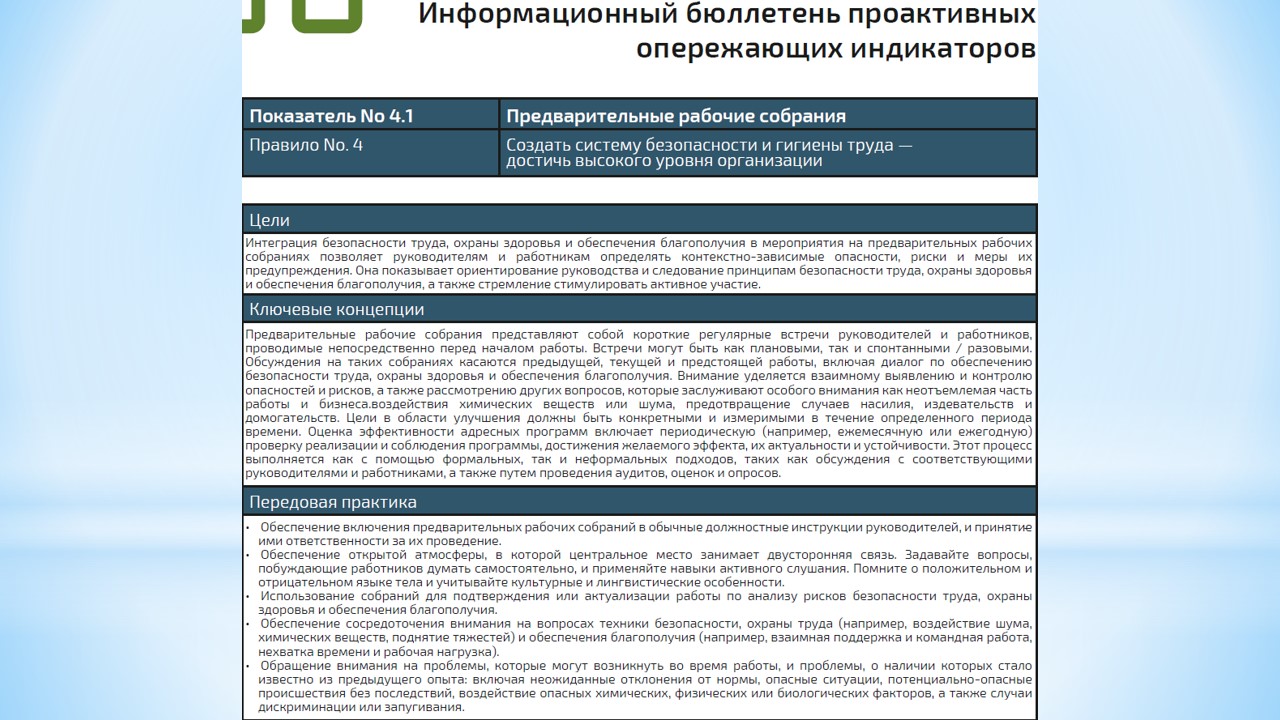 Информационный бюллетень проактивных
опережающих индикаторов
Показатель No 4.1
Предварительные рабочие собрания
Правило No. 4
Создать систему безопасности и гигиены труда —
достичь высокого уровня организации
Цели
Интеграция безопасности труда, охраны здоровья и обеспечения благополучия в мероприятия на предварительных рабочих
собраниях позволяет руководителям и работникам определять контекстно-зависимые опасности, риски и меры их
предупреждения. Она показывает ориентирование руководства и следование принципам безопасности труда, охраны здоровья
и обеспечения благополучия, а также стремление стимулировать активное участие.
Ключевые концепции
Предварительные рабочие собрания представляют собой короткие регулярные встречи руководителей и работников,
проводимые непосредственно перед началом работы. Встречи могут быть как плановыми, так и спонтанными / разовыми.
Обсуждения на таких собраниях касаются предыдущей, текущей и предстоящей работы, включая диалог по обеспечению
безопасности труда, охраны здоровья и обеспечения благополучия. Внимание уделяется взаимному выявлению и контролю
опасностей и рисков, а также рассмотрению других вопросов, которые заслуживают особого внимания как неотъемлемая часть
работы и бизнеса.воздействия химических веществ или шума, предотвращение случаев насилия, издевательств и
домогательств. Цели в области улучшения должны быть конкретными и измеримыми в течение определенного периода
времени. Оценка эффективности адресных программ включает периодическую (например, ежемесячную или ежегодную)
проверку реализации и соблюдения программы, достижения желаемого эффекта, их актуальности и устойчивости. Этот процесс
выполняется как с помощью формальных, так и неформальных подходов, таких как обсуждения с соответствующими
руководителями и работниками, а также путем проведения аудитов, оценок и опросов.
Передовая практика
• Обеспечение включения предварительных рабочих собраний в обычные должностные инструкции руководителей, и принятие
ими ответственности за их проведение.
• Обеспечение открытой атмосферы, в которой центральное место занимает двусторонняя связь. Задавайте вопросы,
побуждающие работников думать самостоятельно, и применяйте навыки активного слушания. Помните о положительном и
отрицательном языке тела и учитывайте культурные и лингвистические особенности.
• Использование собраний для подтверждения или актуализации работы по анализу рисков безопасности труда, охраны
здоровья и обеспечения благополучия.
• Обеспечение сосредоточения внимания на вопросах техники безопасности, охраны труда (например, воздействие шума,
химических веществ, поднятие тяжестей) и обеспечения благополучия (например, взаимная поддержка и командная работа,
нехватка времени и рабочая нагрузка).
• Обращение внимания на проблемы, которые могут возникнуть во время работы, и проблемы, о наличии которых стало
известно из предыдущего опыта: включая неожиданные отклонения от нормы, опасные ситуации, потенциально-опасные
происшествия без последствий, воздействие опасных химических, физических или биологических факторов, а также случаи
дискриминации или запугивания.